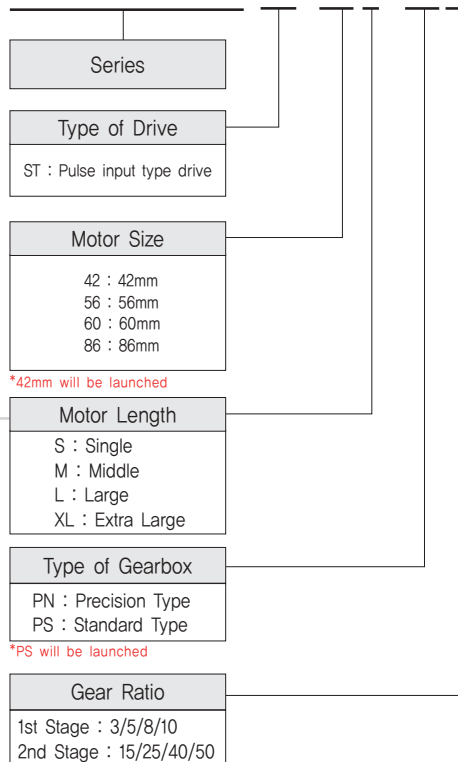 Series
Type of Drive
ST : Pulse input type drive
Motor Size
42 : 42mm
56 : 56mm
60 : 60mm
86 : 86mm
*42mm will be launched
Motor Length
S : Single
M : Middle
L : Large
XL : Extra Large
Type of Gearbox
PN : Precision Type
PS : Standard Type
*PS will be launched
Gear Ratio
1st Stage : 3/5/8/10
2nd Stage : 15/25/40/50